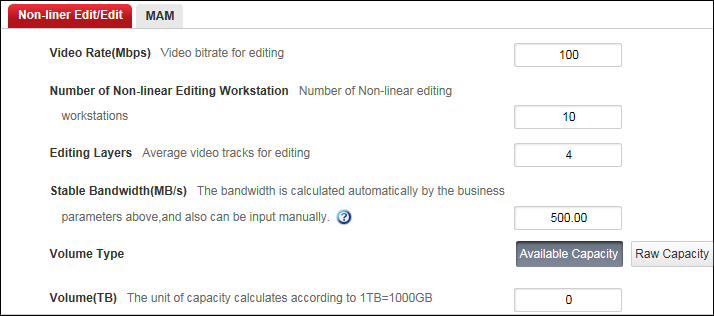 Non-liner Edit/Edit MAM
Video Rate(Mbps) Video bitrate for editing 100
Number of Non-linear Editing Workstation Number of Non-linear editing
workstations 10
Editing Layers Average video tracks for editing 4
Stable Bandwidth(MB/s) The bandwidth is calculated automatically by the business
parameters above,and also can be input manually. ? 500.00
Volume Type Available Capacity Raw Capacity
Volume(TB) The unit of capacity calculates according to 1TB=1000GB 0